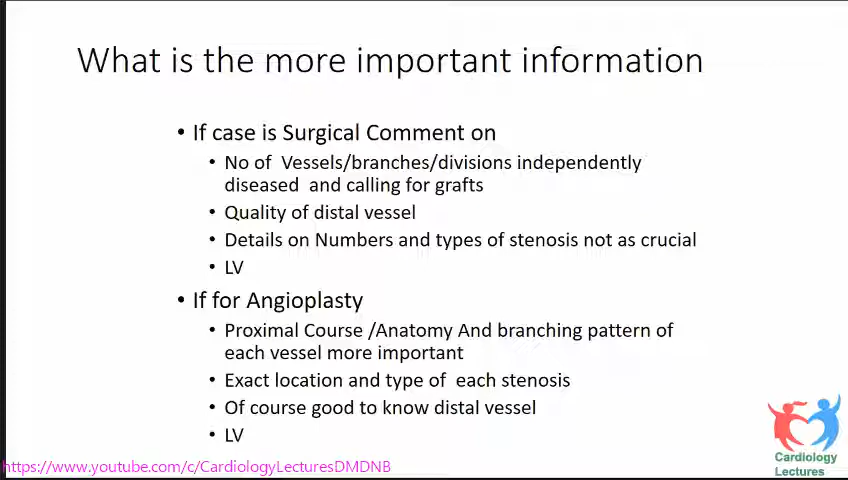 What is the more important information
• If case is Surgical Comment on
• No of Vessels/branches/divisions independently
diseased and calling for grafts
• Quality of distal vessel
• Details on Numbers and types of stenosis not as crucial
• LV
• If for Angioplasty
• Proximal Course /Anatomy And branching pattern of
each vessel more important
• Exact location and type of each stenosis
• Of course good to know distal vessel
• LV
Cardiology
Lectures
https://www.youtube.com/c/CardiologyLecturesDMDNB